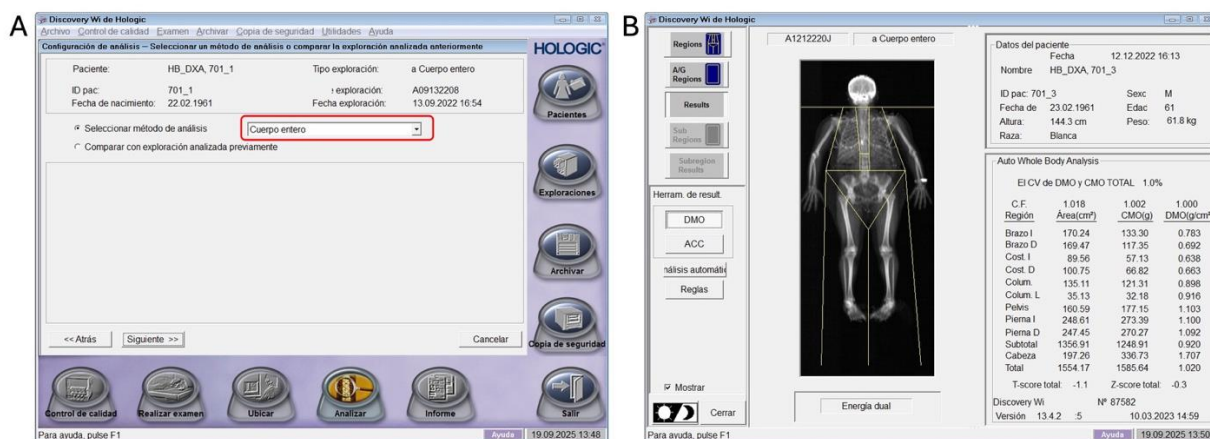 A
Discovery Wi de Hologic
Archivo Control de calidad Examen Archivar Copia de seguridad Utilidades Ayuda
Configuración de análisis – Seleccionar un método de análisis o comparar la exploración analizada anteriormente
HOLOGIC
Paciente: HB_DXA, 701_1 Tipo exploración: a Cuerpo entero
ID pac: 701_1 exploración: A09132208
Fecha de nacimiento: 22.02.1961 Fecha exploración: 13.09.2022 16:54
Seleccionar método de análisis Cuerpo entero
Comparar con exploración analizada previamente
Pacientes
Exploraciones
Archivar
Copia de seguridad
<< Atrás Siguiente >> Cancelar
Control de calidad Realizar examen Ubicar Analizar Informe Salir
Para ayuda, pulse F1 Ayuda 19.09.2025 13:48
B
Discovery Wi de Hologic
Regions
A/G Regions
Results
Sub Regions
Subregion Results
Herram. de result.
DMO
ACC
nálisis automátic
Reglas
Mostrar
Cerrar
A1212220J a Cuerpo entero
Energía dual
Datos del paciente
Fecha 12.12.2022 16:13
Nombre HB_DXA, 701_3
ID pac: 701_3 Sexc M
Fecha de 23.02.1961 Edac 61
Altura: 144.3 cm Peso: 61.8 kg
Raza: Blanca
Auto Whole Body Analysis
El CV de DMO y CMO TOTAL 1.0%
C.F. 1.018 1.002 1.000
Región Área(cm²) CMO(g) DMO(g/cm²
Brazo I 170.24 133.30 0.783
Brazo D 169.47 117.35 0.692
Cost. I 89.56 57.13 0.638
Cost. D 100.75 66.82 0.663
Colum. 135.11 121.31 0.898
Colum. L 35.13 32.18 0.916
Pelvis 160.59 177.15 1.103
Pierna I 248.61 273.39 1.100
Pierna D 247.45 270.27 1.092
Subtotal 1356.91 1248.91 0.920
Cabeza 197.26 336.73 1.707
Total 1554.17 1585.64 1.020
T-score total: -1.1 Z-score total: -0.3
Discovery Wi Nº 87582
Versión 13.4.2 :5 10.03.2023 14:59
Para ayuda, pulse F1 Ayuda 19.09.2025 13:50